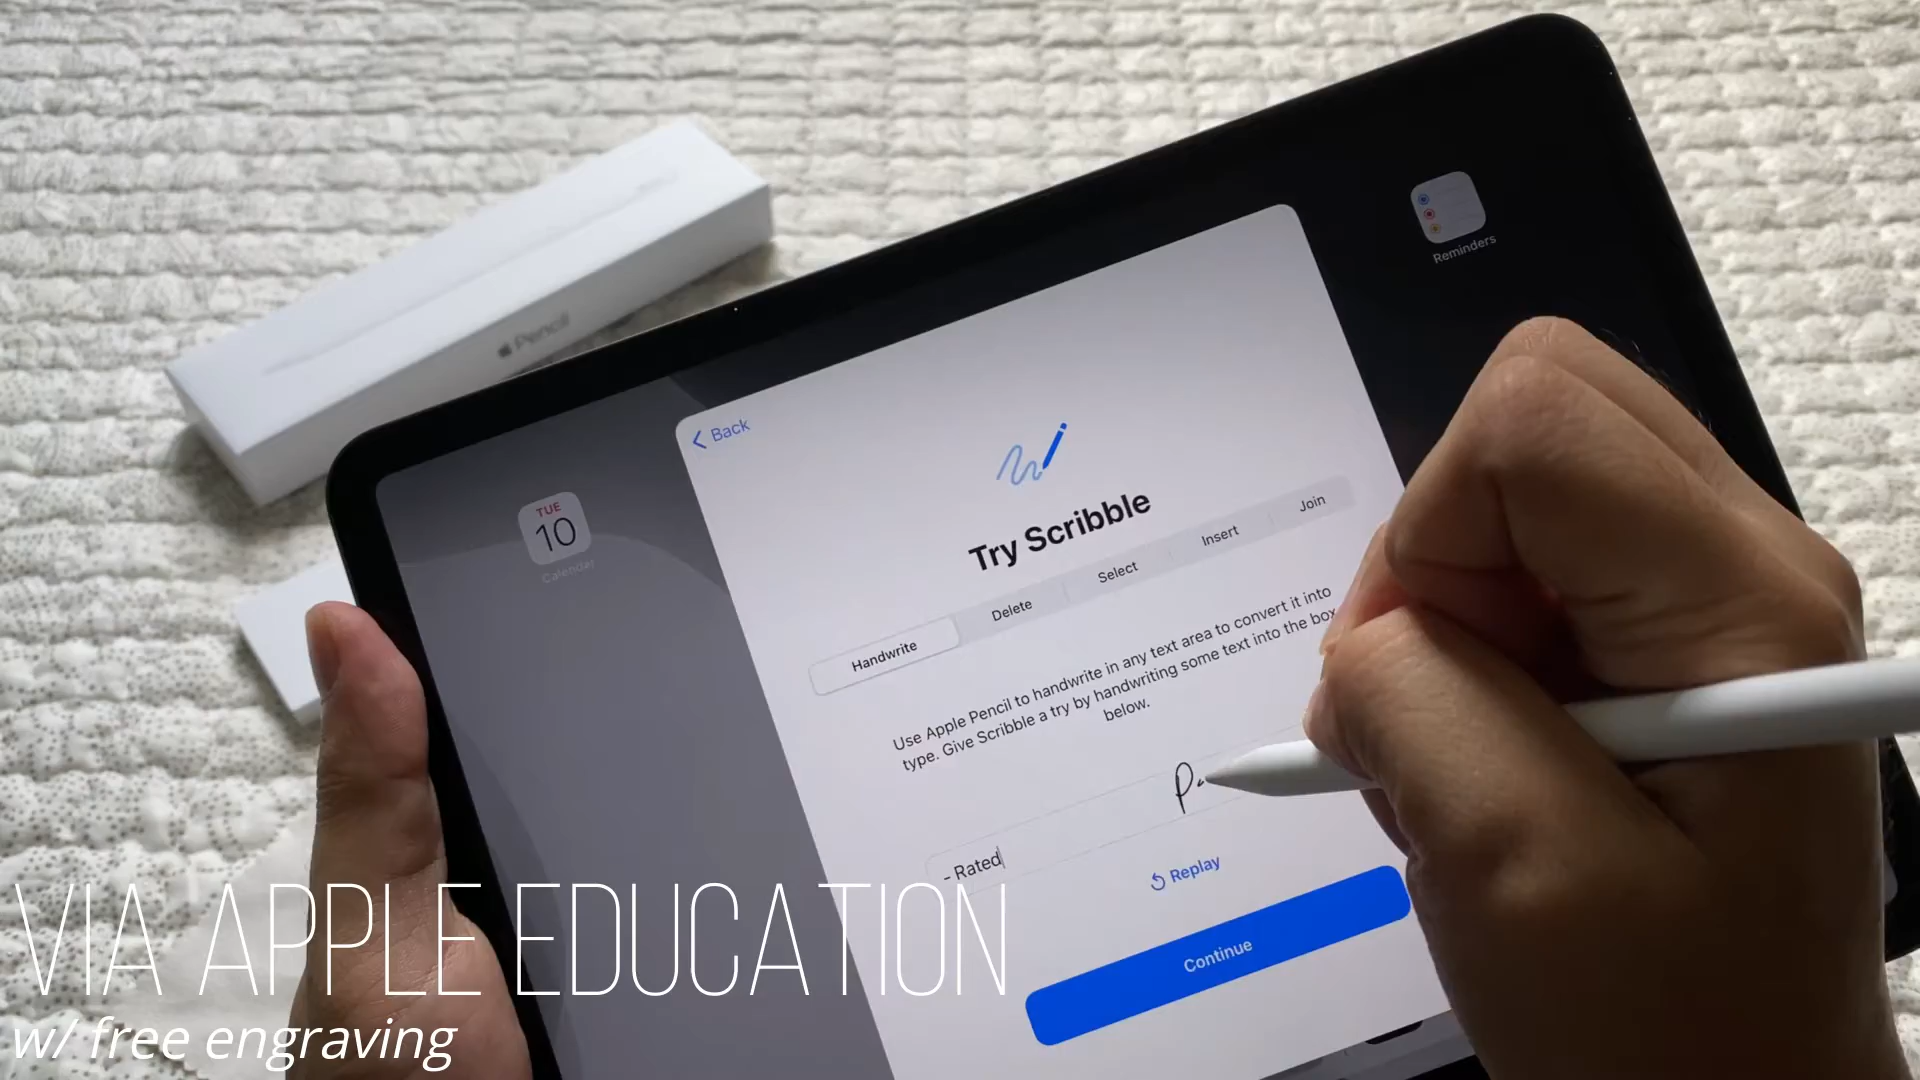 Pencil
Reminders
Back
TUE
10
Calendar
Try Scribble
Handwrite Delete Select Insert Join
Use Apple Pencil to handwrite in any text area to convert it into
type. Give Scribble a try by handwriting some text into the box
below.
- Rated
Pa
Replay
Continue
VIA APPLE EDUCATION
w/ free engraving